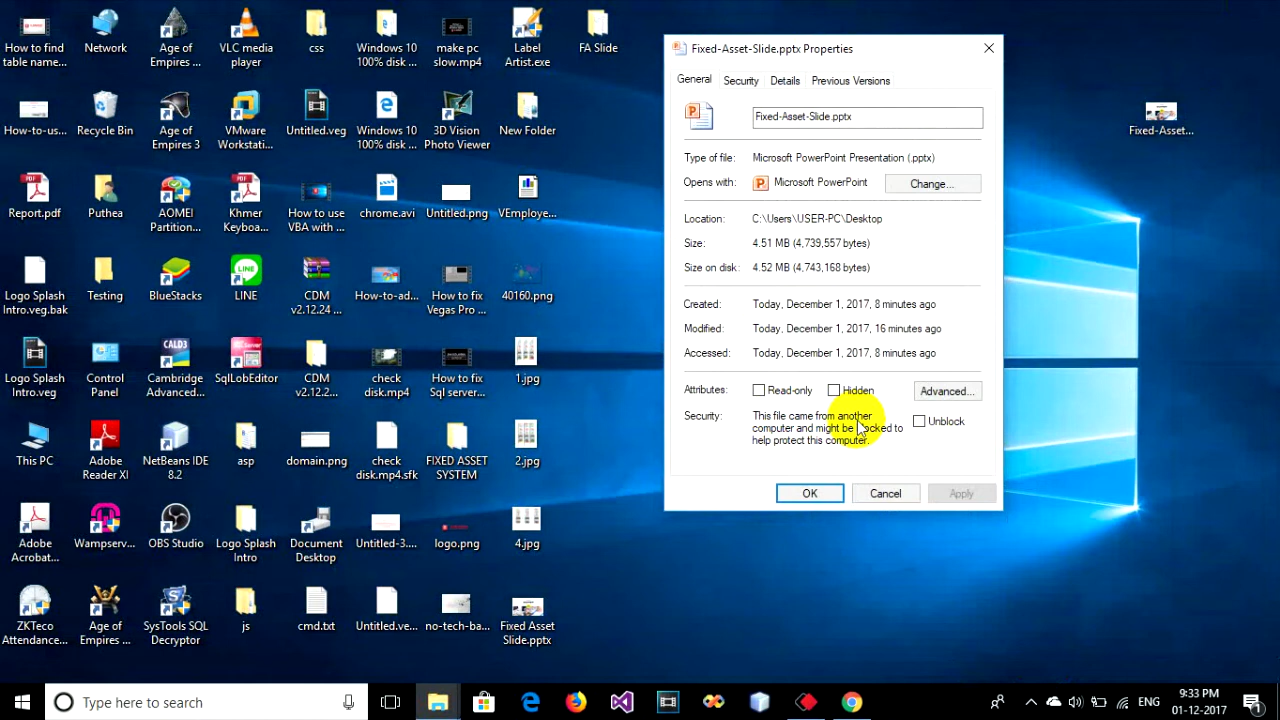 How to find
table name...
Network
Age of
Empires ...
VLC media
player
css
Windows 10
100% disk ...
make pc
slow.mp4
Label
Artist.exe
FA Slide
How-to-us...
Recycle Bin
Age of
Empires 3
VMware
Workstati...
Untitled.veg
Windows 10
100% disk ...
3D Vision
Photo Viewer
New Folder
Report.pdf
Puthea
AOMEI
Partition...
Khmer
Keyboa...
How to use
VBA with ...
chrome.avi
Untitled.png
VEmploye...
Logo Splash
Intro.veg.bak
Testing
BlueStacks
LINE
CDM
v2.12.24 ...
How-to-ad...
How to fix
Vegas Pro ...
40160.png
Logo Splash
Intro.veg
Control
Panel
Cambridge
Advanced...
SqlLobEditor
CDM
v2.12.2...
check
disk.mp4
How to fix
Sql server...
1.jpg
This PC
Adobe
Reader XI
NetBeans IDE
8.2
asp
domain.png
check
disk.mp4.sfk
FIXED ASSET
SYSTEM
2.jpg
Adobe
Acrobat...
Wampserv...
OBS Studio
Logo Splash
Intro
Document
Desktop
Untitled-3....
logo.png
4.jpg
ZKTeco
Attendance...
Age of
Empires ...
SysTools SQL
Decryptor
js
cmd.txt
Untitled.ve...
no-tech-ba...
Fixed Asset
Slide.pptx
Fixed-Asset-Slide.pptx Properties
General Security Details Previous Versions
Fixed-Asset-Slide.pptx
Type of file: Microsoft PowerPoint Presentation (.pptx)
Opens with: Microsoft PowerPoint Change...
Location: C:\Users\USER-PC\Desktop
Size: 4.51 MB (4,739,557 bytes)
Size on disk: 4.52 MB (4,743,168 bytes)
Created: Today, December 1, 2017, 8 minutes ago
Modified: Today, December 1, 2017, 16 minutes ago
Accessed: Today, December 1, 2017, 8 minutes ago
Attributes: Read-only Hidden Advanced...
Security: This file came from another
computer and might be blocked to
help protect this computer.
Unblock
OK Cancel Apply
Fixed-Asset...
Type here to search
ENG
9:33 PM
01-12-2017
1